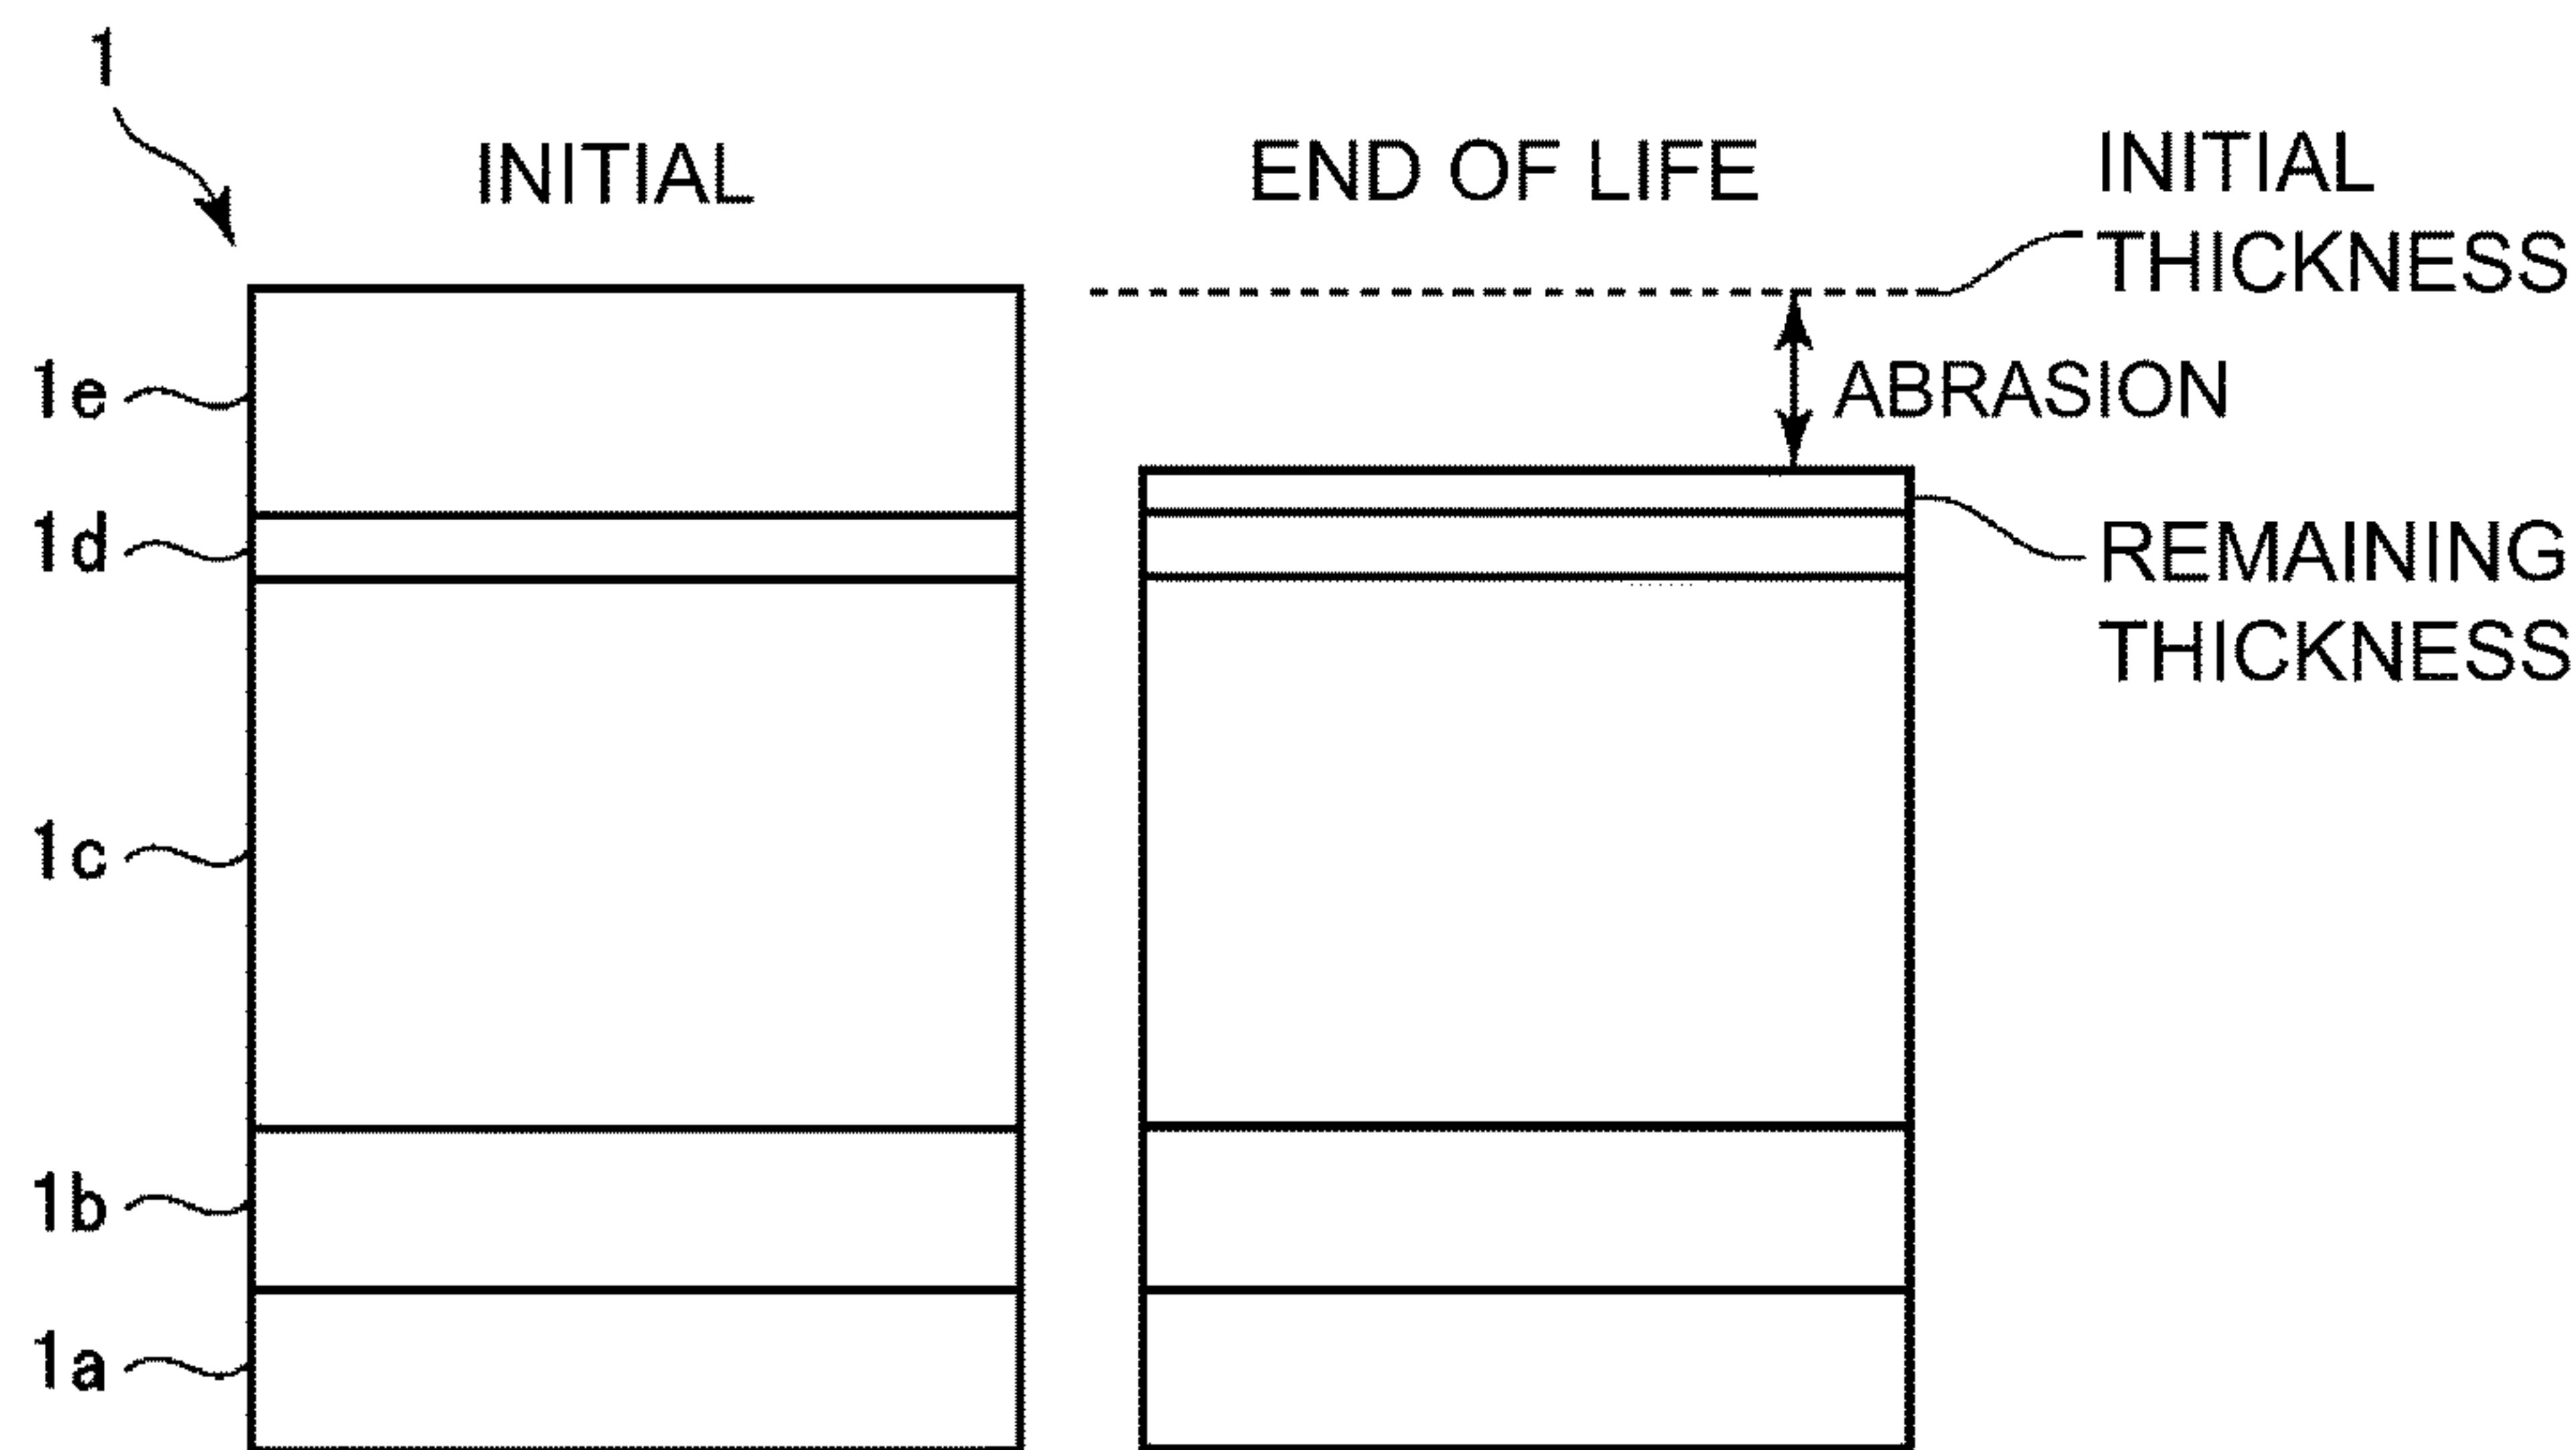 1
INITIAL
END OF LIFE
INITIAL
THICKNESS
1e
ABRASION
1d
REMAINING
THICKNESS
1c
1b
1a